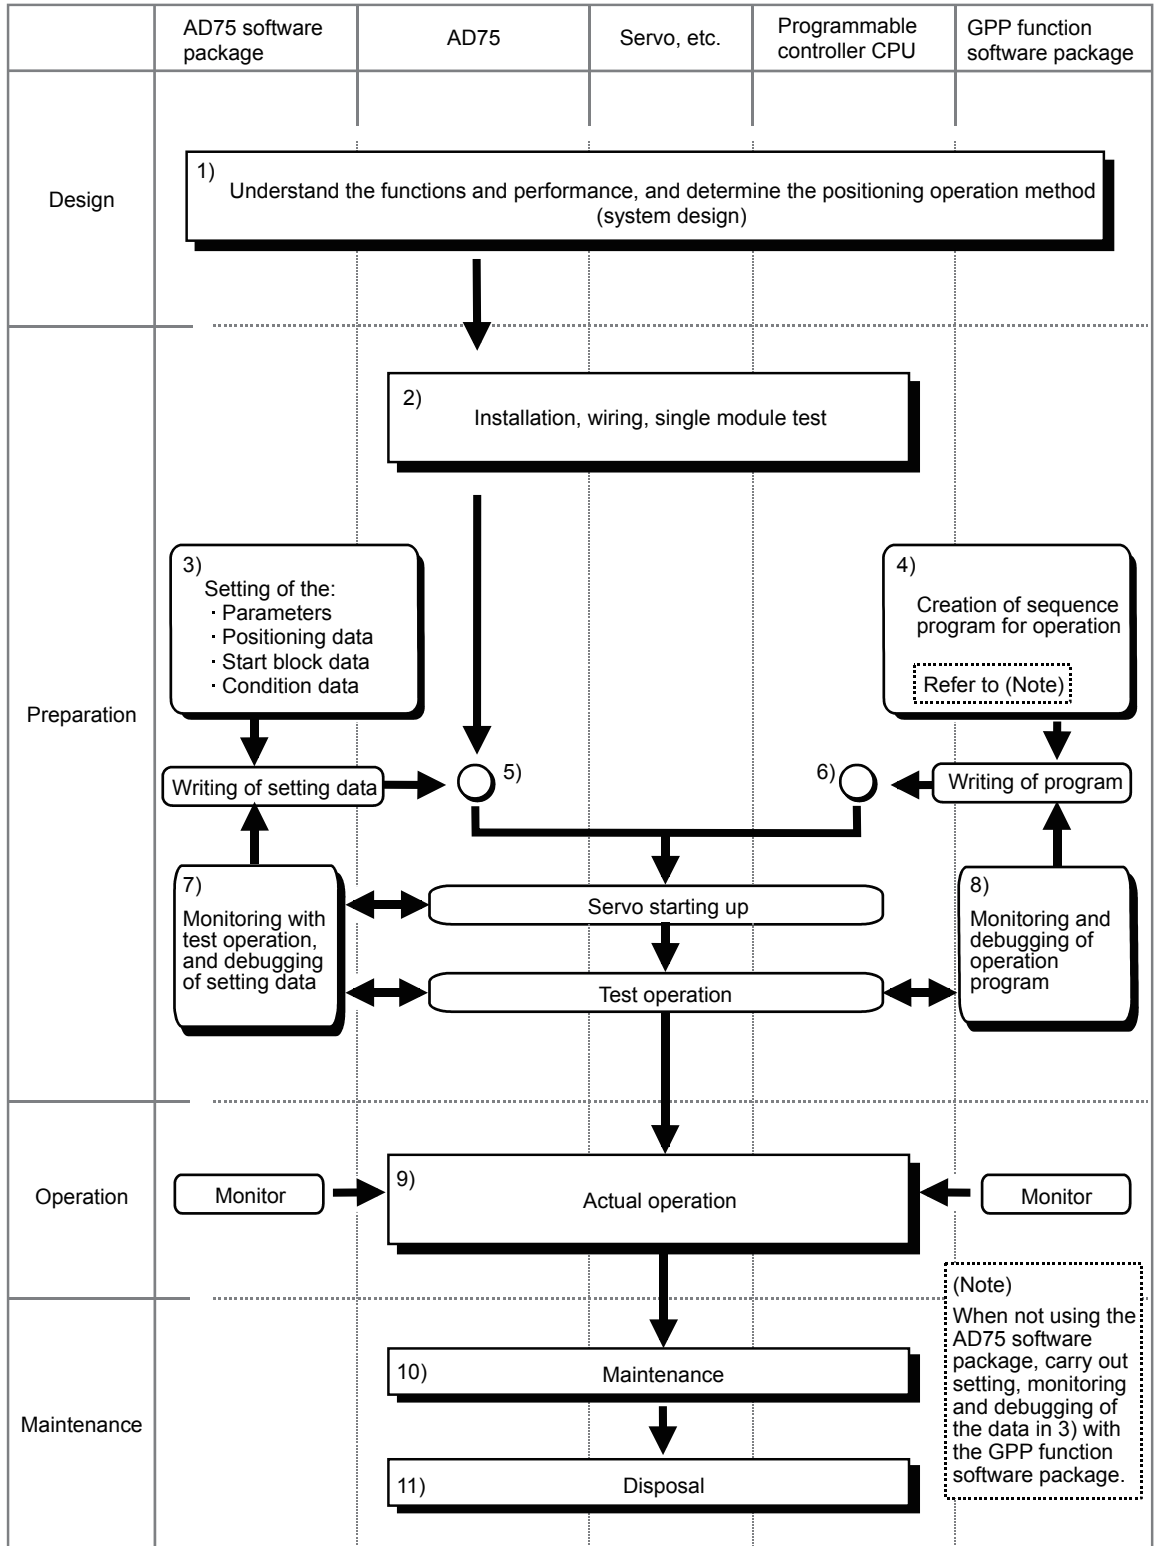 AD75 software
package
AD75
Servo, etc.
Programmable
controller CPU
GPP function
software package
Design
1)
Understand the functions and performance, and determine the positioning operation method
(system design)
2)
Installation, wiring, single module test
Preparation
3)
Setting of the:
· Parameters
· Positioning data
· Start block data
· Condition data
4)
Creation of sequence
program for operation
Refer to (Note)
Writing of setting data
5)
6)
Writing of program
7)
Monitoring with
test operation,
and debugging
of setting data
Servo starting up
Test operation
8)
Monitoring and
debugging of
operation
program
Operation
Monitor
9)
Actual operation
Monitor
(Note)
When not using the
AD75 software
package, carry out
setting, monitoring
and debugging of
the data in 3) with
the GPP function
software package.
Maintenance
10)
Maintenance
11)
Disposal